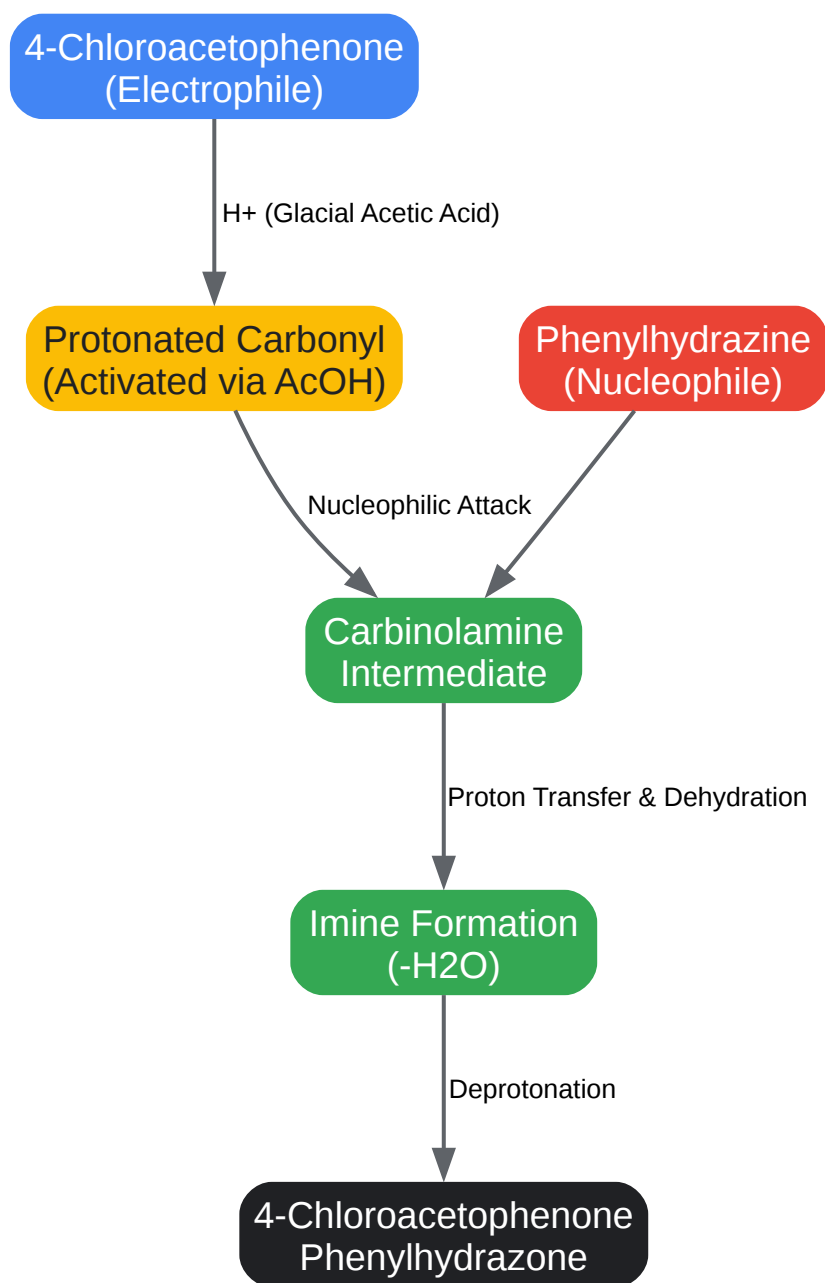 4-Chloroacetophenone
(Electrophile)
H+ (Glacial Acetic Acid)
Protonated Carbonyl
(Activated via AcOH)
Phenylhydrazine
(Nucleophile)
Nucleophilic Attack
Carbinolamine
Intermediate
Proton Transfer & Dehydration
Imine Formation
(-H2O)
Deprotonation
4-Chloroacetophenone
Phenylhydrazone